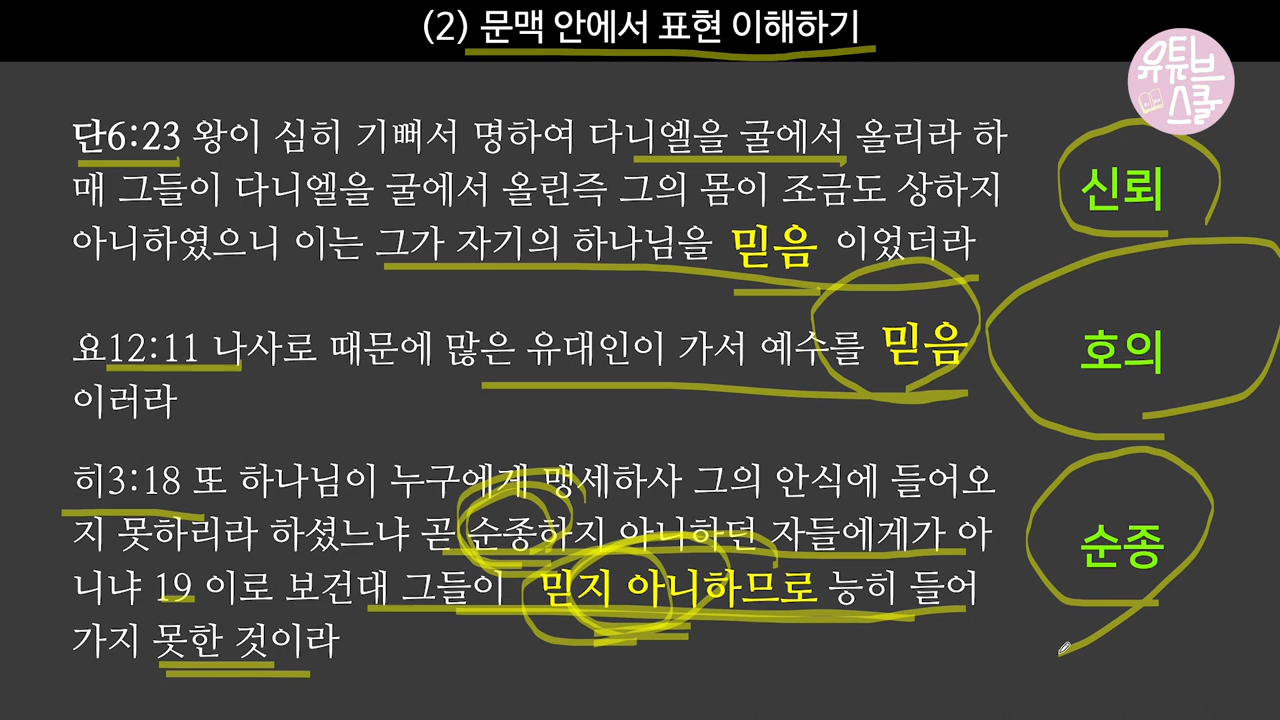 (2) 문맥 안에서 표현 이해하기
유튜브
스쿨
단6:23 왕이 심히 기뻐서 명하여 다니엘을 굴에서 올리라 하
매 그들이 다니엘을 굴에서 올린즉 그의 몸이 조금도 상하지
아니하였으니 이는 그가 자기의 하나님을 믿음 이었더라
신뢰
요12:11 나사로 때문에 많은 유대인이 가서 예수를 믿음
이러라
호의
히3:18 또 하나님이 누구에게 맹세하사 그의 안식에 들어오
지 못하리라 하셨느냐 곧 순종하지 아니하던 자들에게가 아
니냐 19 이로 보건대 그들이 믿지 아니하므로 능히 들어
가지 못한 것이라
순종